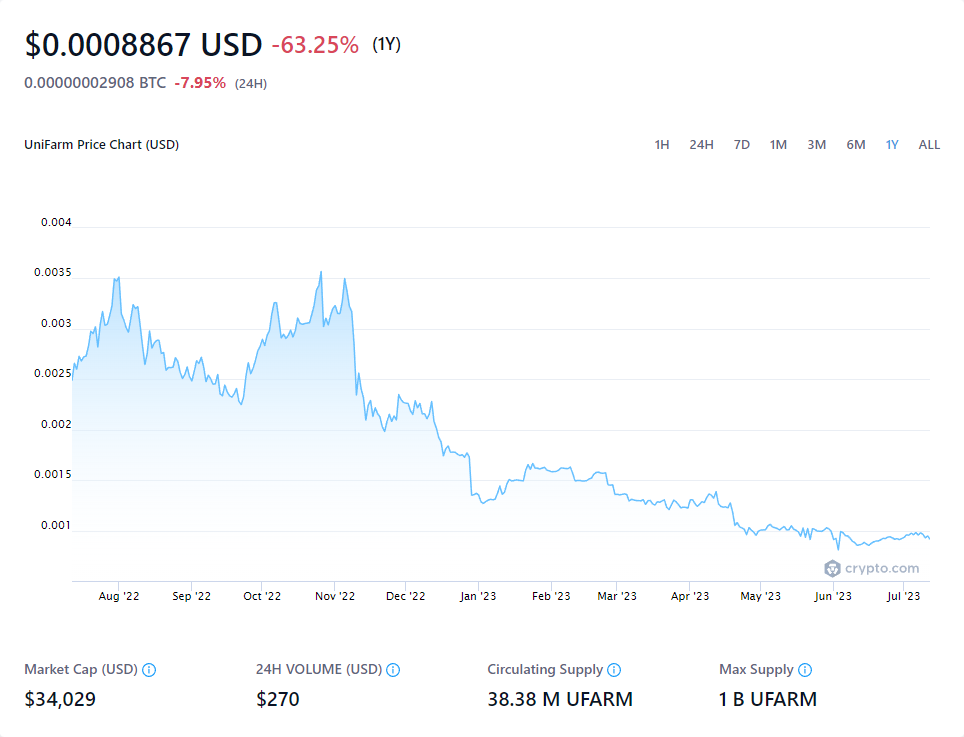 $0.0008867 USD -63.25% (1Y)
0.00000002908 BTC -7.95% (24H)
UniFarm Price Chart (USD) 1H 24H 7D 1M 3M 6M 1Y ALL
0.004
0.0035
0.003
0.0025
0.002
0.0015
0.001
crypto.com
Aug '22 Sep '22 Oct '22 Nov '22 Dec '22 Jan '23 Feb '23 Mar '23 Apr '23 May '23 Jun '23 Jul '23
Market Cap (USD) 24H VOLUME (USD) Circulating Supply Max Supply
$34,029 $270 38.38 M UFARM 1 B UFARM